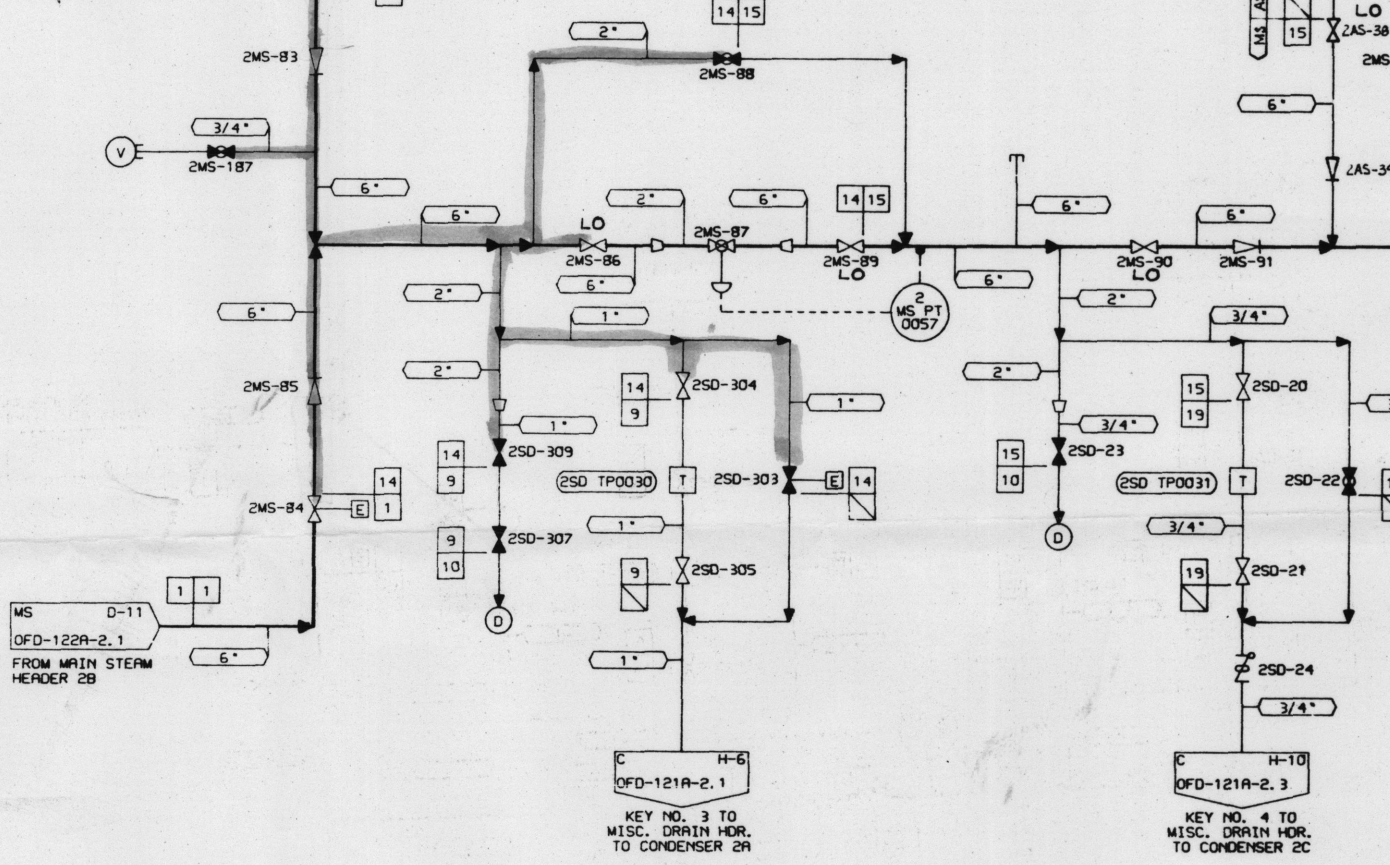 14 15
2"
2MS-88
2MS-83
3/4"
V
2MS-187
6"
6"
LO
2MS-86
6"
2"
2MS-87
6"
14 15
2MS-89
LO
2
MS PT
0057
6"
6"
2MS-90
LO
6"
2MS-91
MS
15
LO
2AS-38
2MS
6"
2AS-34
6"
2MS-85
2MS-84
E
14
1
1 1
MS D-11
OFD-122A-2.1
FROM MAIN STEAM
HEADER 2B
6"
2"
1"
2"
1"
14
9
2SD-309
9
10
2SD-307
D
14
9
2SD-304
2SD TP0030
T
1"
9
2SD-305
1"
2SD-303
E
14
1"
C H-6
OFD-121A-2.1
KEY NO. 3 TO
MISC. DRAIN HDR.
TO CONDENSER 2A
2"
3/4"
2"
3/4"
15
10
2SD-23
D
15
19
2SD-20
2SD TP0031
T
2SD-22
3/4"
19
2SD-21
2SD-24
3/4"
C H-10
OFD-121A-2.3
KEY NO. 4 TO
MISC. DRAIN HDR.
TO CONDENSER 2C